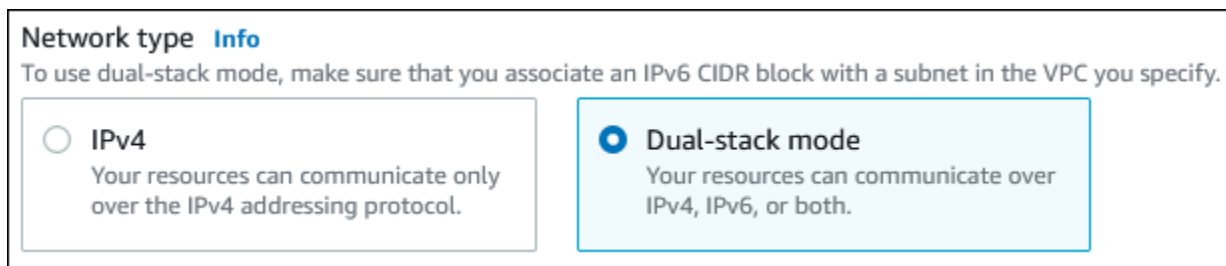 Network type Info
To use dual-stack mode, make sure that you associate an IPv6 CIDR block with a subnet in the VPC you specify.
IPv4
Your resources can communicate only
over the IPv4 addressing protocol.
Dual-stack mode
Your resources can communicate over
IPv4, IPv6, or both.